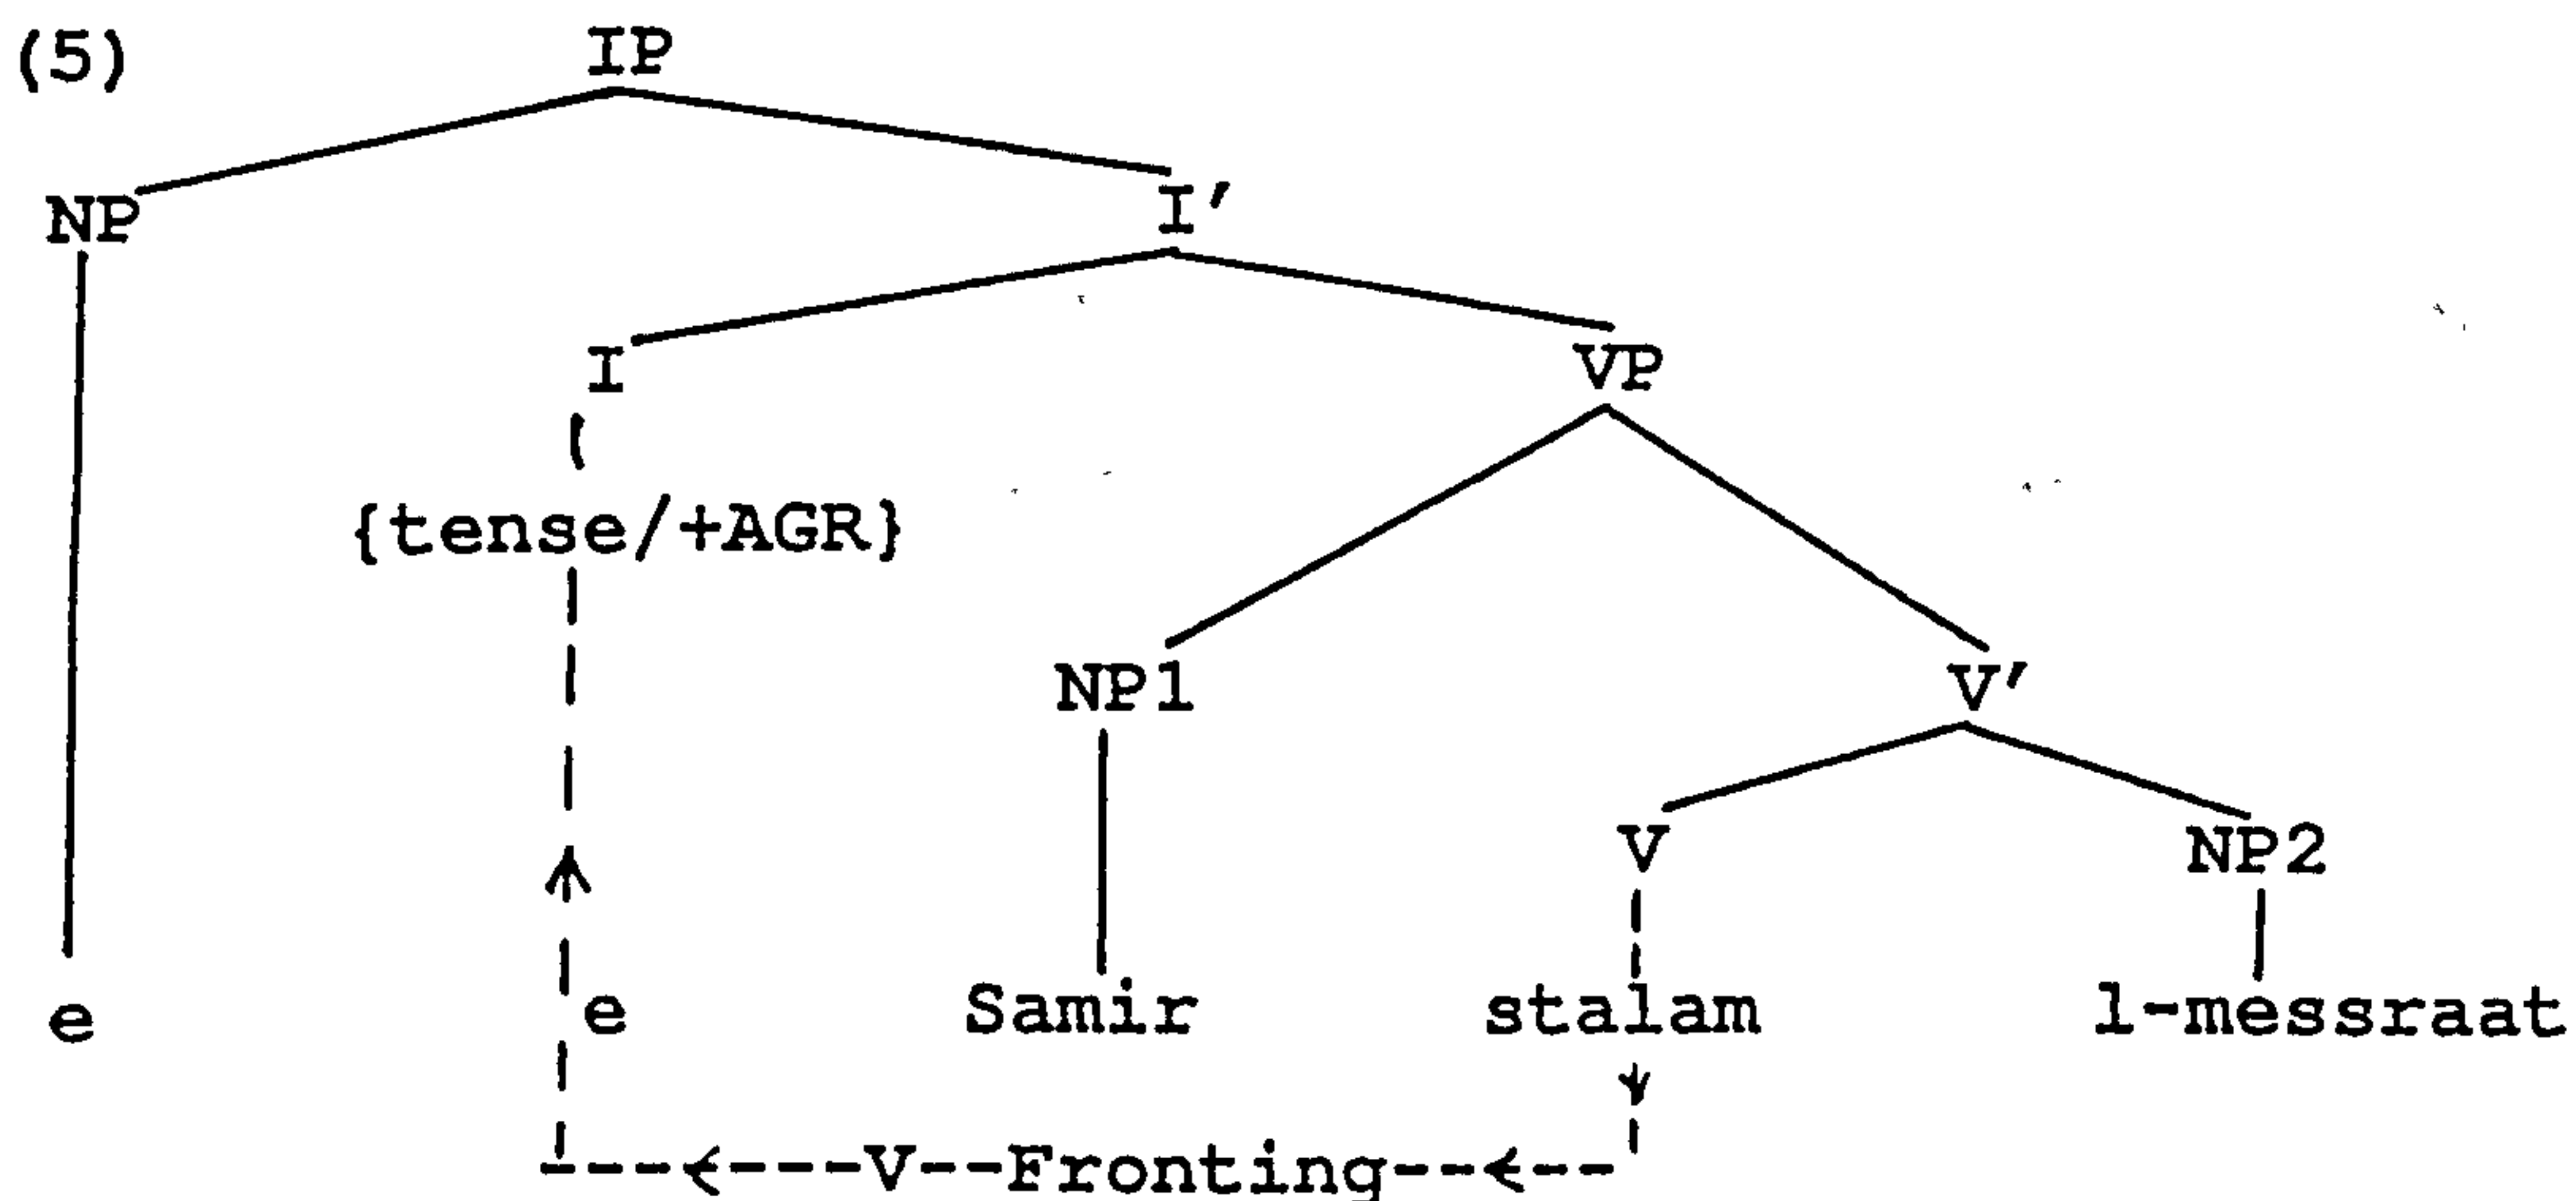 (5) IP
NP I'
I VP
{tense/+AGR}
NP1 V'
V NP2
e e Samir stalam l-messraat
V--Fronting